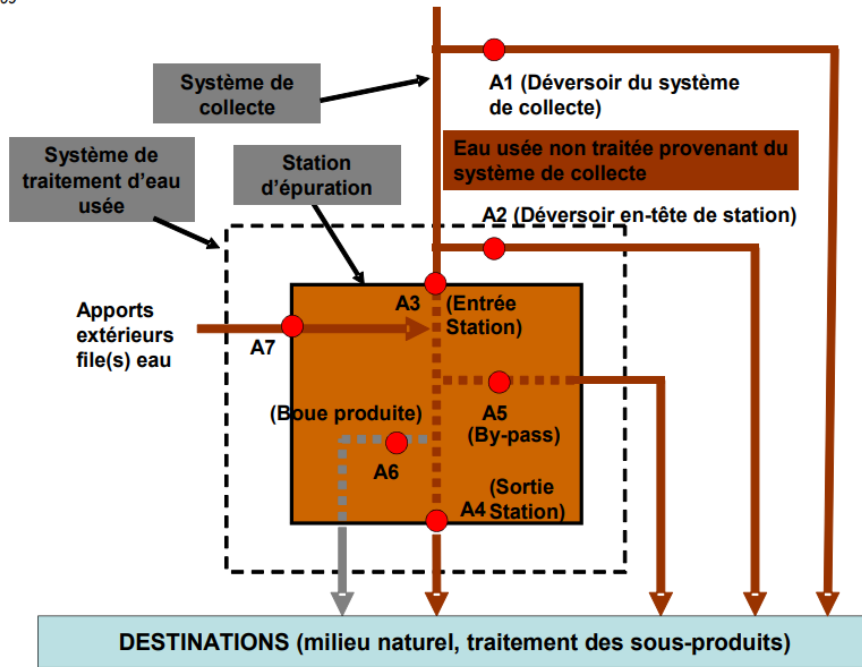 Système de
collecte
A1 (Déversoir du système
de collecte)
Système de
traitement d'eau
usée
Station
d'épuration
Eau usée non traitée provenant du
système de collecte
A2 (Déversoir en-tête de station)
Apports
extérieurs
file(s) eau
A7
A3
(Entrée
Station)
(Boue produite)
A5
(By-pass)
A6
A4
(Sortie
Station)
DESTINATIONS (milieu naturel, traitement des sous-produits)